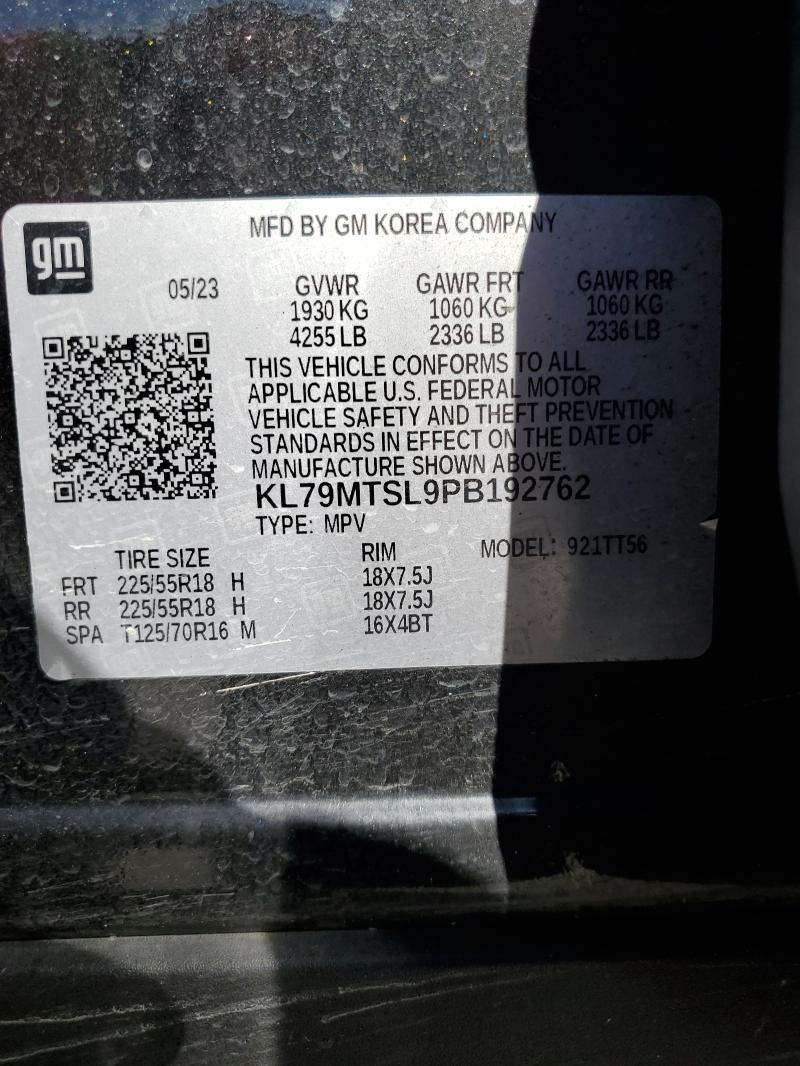 gm
MFD BY GM KOREA COMPANY
05/23
GVWR GAWR FRT GAWR RR
1930 KG 1060 KG 1060 KG
4255 LB 2336 LB 2336 LB
THIS VEHICLE CONFORMS TO ALL
APPLICABLE U.S. FEDERAL MOTOR
VEHICLE SAFETY AND THEFT PREVENTION
STANDARDS IN EFFECT ON THE DATE OF
MANUFACTURE SHOWN ABOVE.
KL79MTSL9PB192762
TYPE: MPV
TIRE SIZE RIM MODEL: 921TT56
FRT 225/55R18 H 18X7.5J
RR 225/55R18 H 18X7.5J
SPA T125/70R16 M 16X4BT